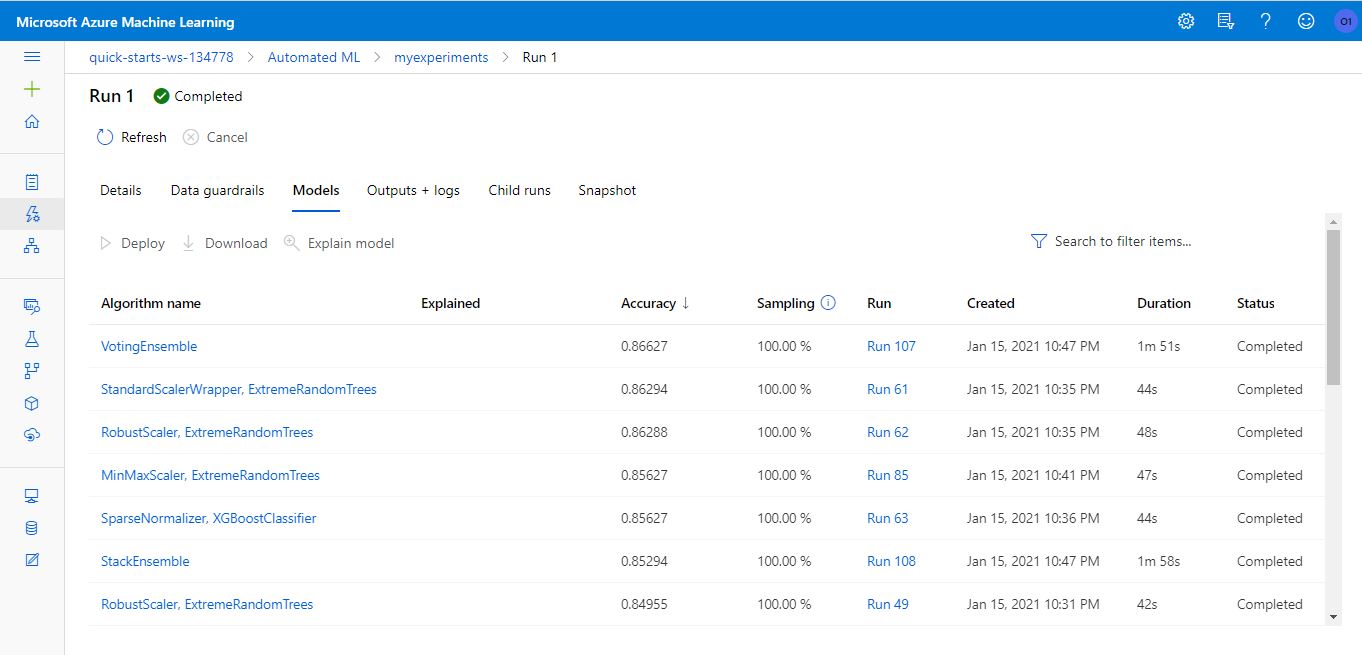 Microsoft Azure Machine Learning
O1
quick-starts-ws-134778 > Automated ML > myexperiments > Run 1
Run 1 Completed
Refresh Cancel
Details Data guardrails Models Outputs + logs Child runs Snapshot
Deploy Download Explain model Search to filter items...
Algorithm name Explained Accuracy ↓ Sampling Run Created Duration Status
VotingEnsemble 0.86627 100.00 % Run 107 Jan 15, 2021 10:47 PM 1m 51s Completed
StandardScalerWrapper, ExtremeRandomTrees 0.86294 100.00 % Run 61 Jan 15, 2021 10:35 PM 44s Completed
RobustScaler, ExtremeRandomTrees 0.86288 100.00 % Run 62 Jan 15, 2021 10:35 PM 48s Completed
MinMaxScaler, ExtremeRandomTrees 0.85627 100.00 % Run 85 Jan 15, 2021 10:41 PM 47s Completed
SparseNormalizer, XGBoostClassifier 0.85627 100.00 % Run 63 Jan 15, 2021 10:36 PM 44s Completed
StackEnsemble 0.85294 100.00 % Run 108 Jan 15, 2021 10:47 PM 1m 58s Completed
RobustScaler, ExtremeRandomTrees 0.84955 100.00 % Run 49 Jan 15, 2021 10:31 PM 42s Completed